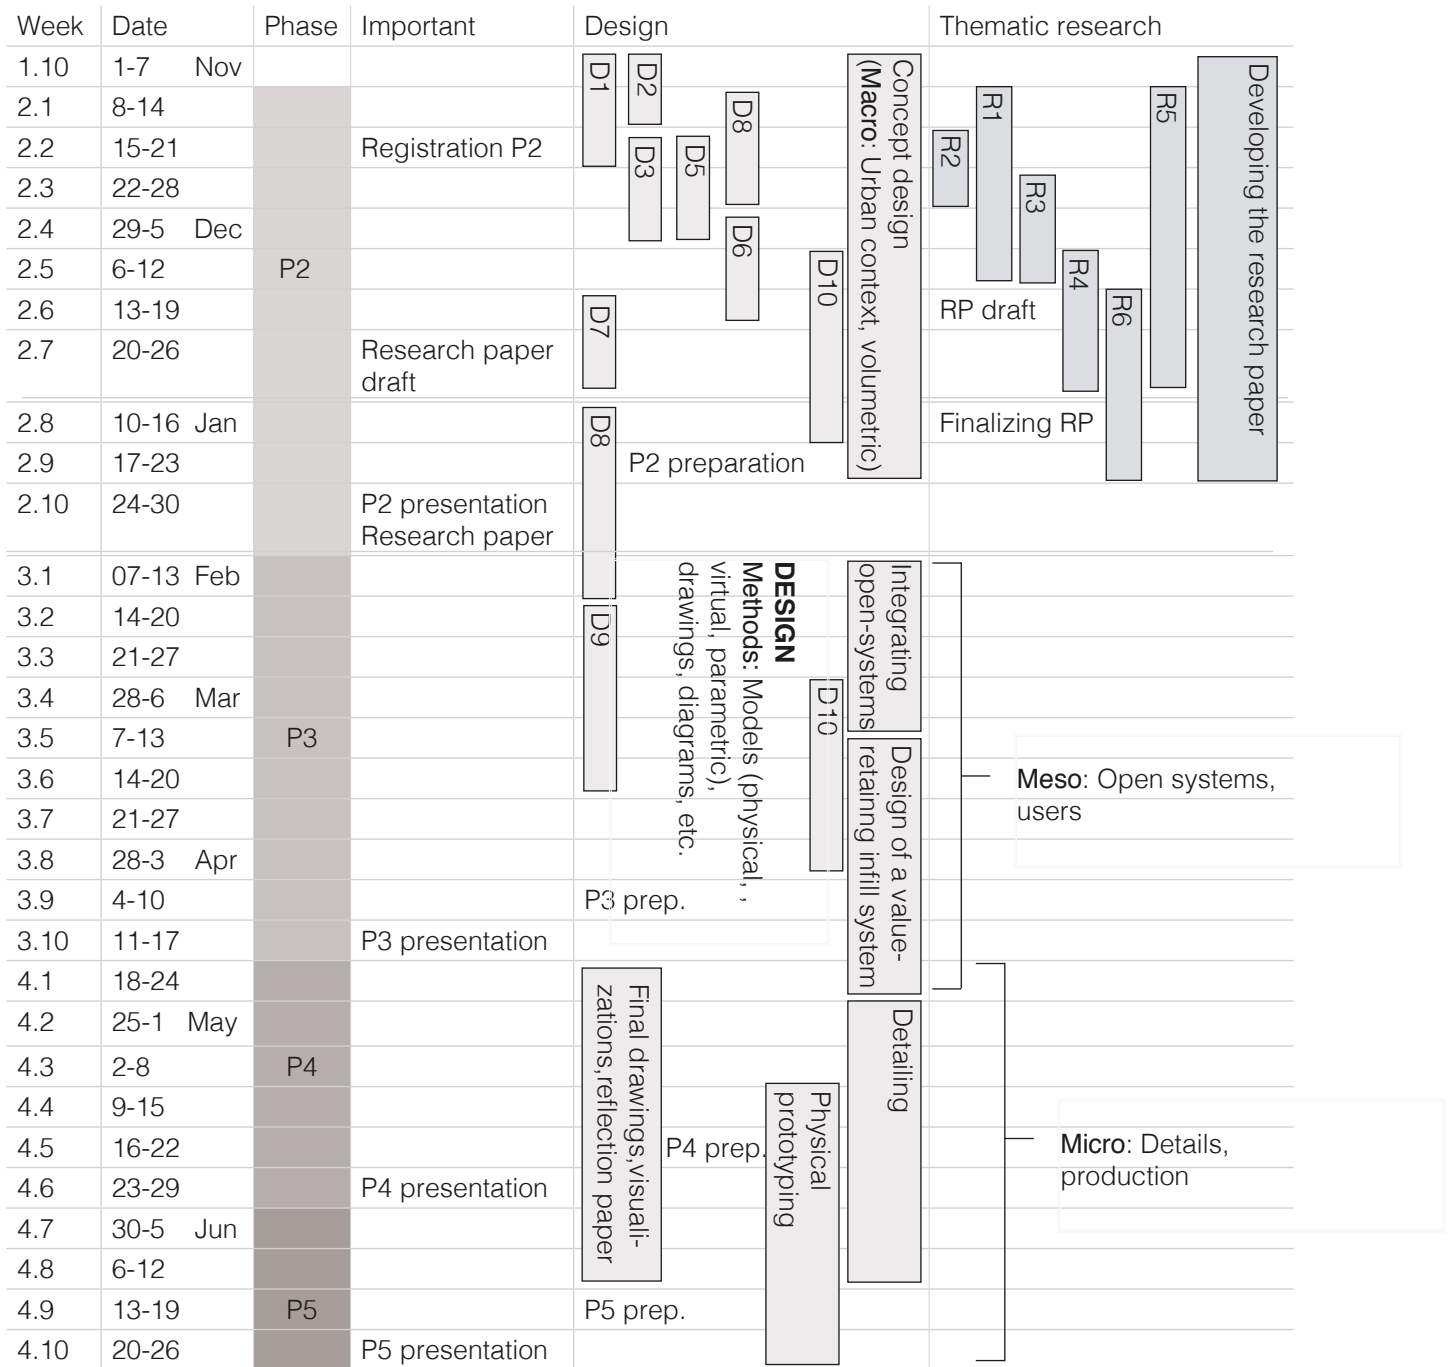 Week Date Phase Important Design Thematic research
1.10 1-7 Nov
2.1 8-14
2.2 15-21 Registration P2
2.3 22-28
2.4 29-5 Dec
2.5 6-12 P2
2.6 13-19 RP draft
2.7 20-26 Research paper
draft
2.8 10-16 Jan Finalizing RP
2.9 17-23 P2 preparation
2.10 24-30 P2 presentation
Research paper
3.1 07-13 Feb
3.2 14-20
3.3 21-27
3.4 28-6 Mar
3.5 7-13 P3
3.6 14-20
3.7 21-27
3.8 28-3 Apr
3.9 4-10 P3 prep.
3.10 11-17 P3 presentation
4.1 18-24
4.2 25-1 May
4.3 2-8 P4
4.4 9-15
4.5 16-22 P4 prep.
4.6 23-29 P4 presentation
4.7 30-5 Jun
4.8 6-12
4.9 13-19 P5 P5 prep.
4.10 20-26 P5 presentation
D1
D2
D3
D5
D8
D6
D7
D10
D8
D9
D10
Concept design
(Macro: Urban context, volumetric)
R2
R1
R3
R4
R6
R5
Developing the research paper
DESIGN
Methods: Models (physical, ,
virtual, parametric),
drawings, diagrams, etc.
Integrating
open-systems
Design of a value-
retaining infill system
Meso: Open systems,
users
Final drawings,visuali-
zations,reflection paper
Physical
prototyping
Detailing
Micro: Details,
production